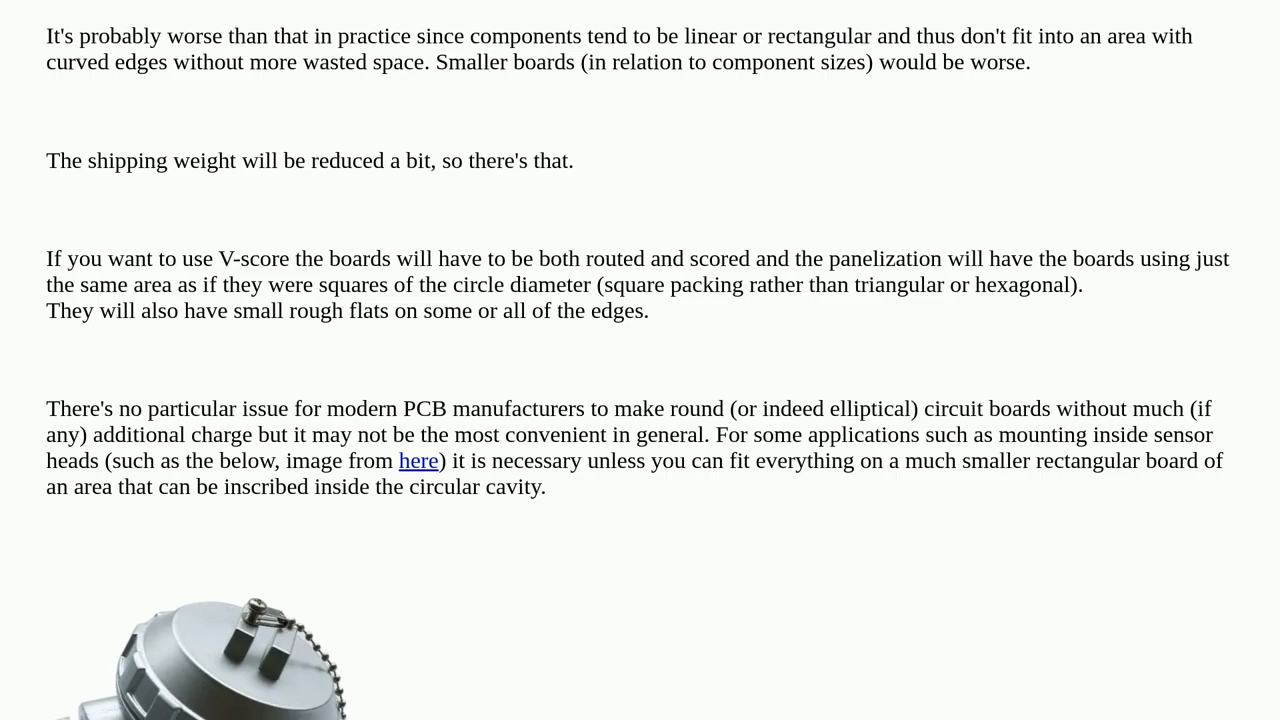 It's probably worse than that in practice since components tend to be linear or rectangular and thus don't fit into an area with
curved edges without more wasted space. Smaller boards (in relation to component sizes) would be worse.
The shipping weight will be reduced a bit, so there's that.
If you want to use V-score the boards will have to be both routed and scored and the panelization will have the boards using just
the same area as if they were squares of the circle diameter (square packing rather than triangular or hexagonal).
They will also have small rough flats on some or all of the edges.
There's no particular issue for modern PCB manufacturers to make round (or indeed elliptical) circuit boards without much (if
any) additional charge but it may not be the most convenient in general. For some applications such as mounting inside sensor
heads (such as the below, image from here) it is necessary unless you can fit everything on a much smaller rectangular board of
an area that can be inscribed inside the circular cavity.